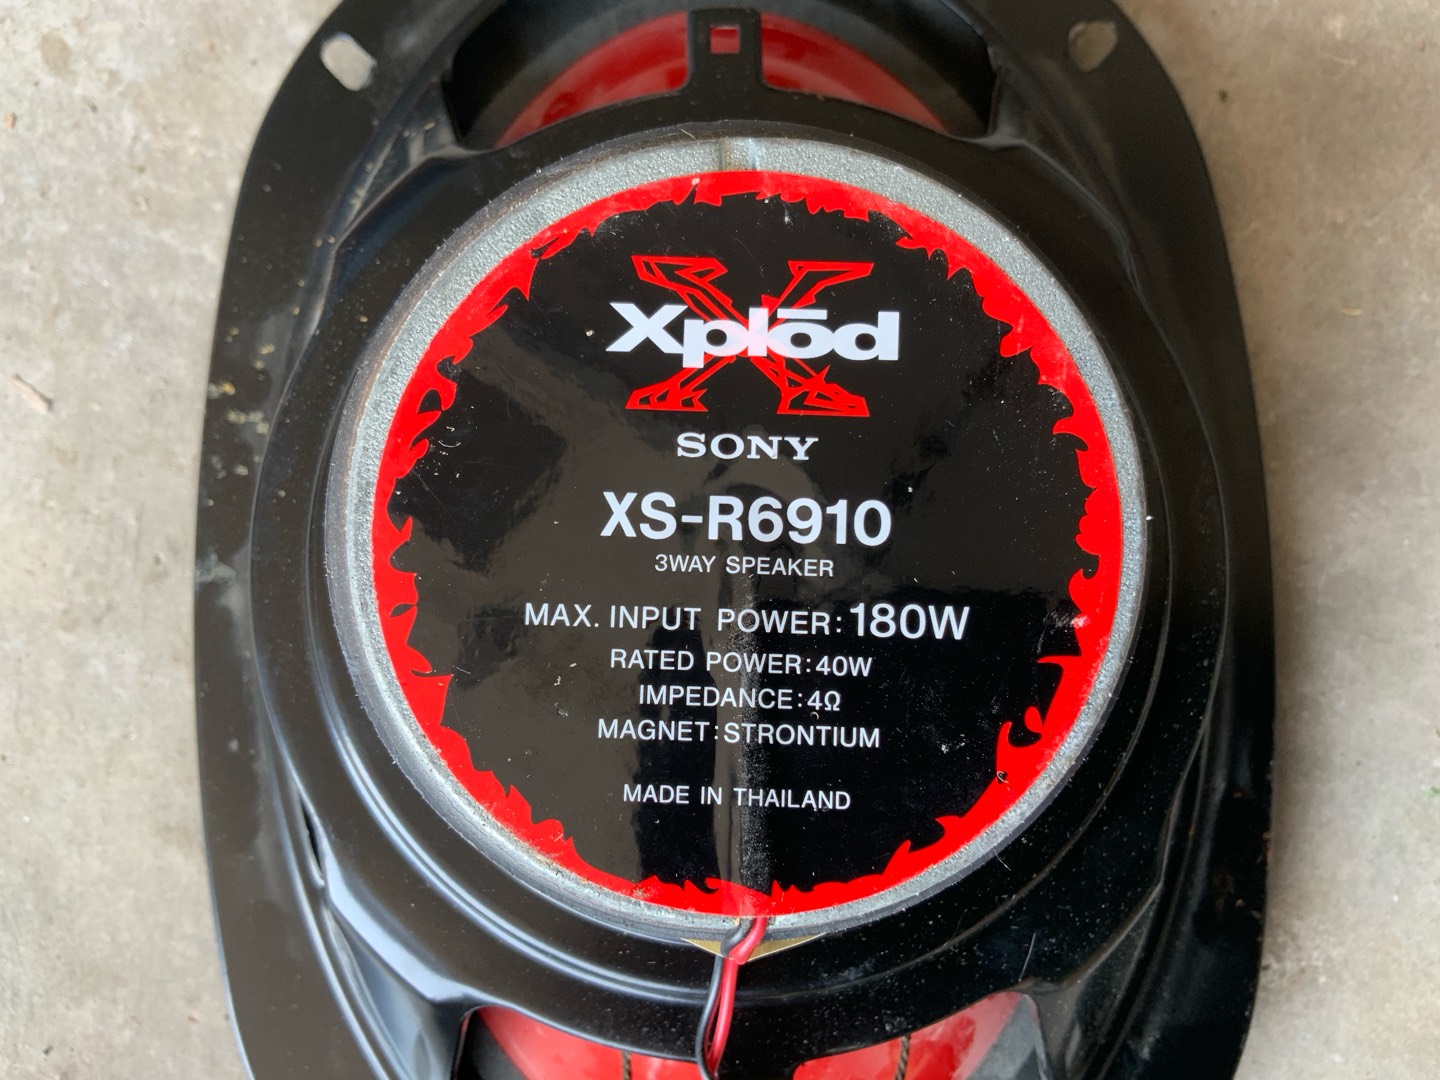 Xplōd
SONY
XS-R6910
3WAY SPEAKER
MAX. INPUT POWER: 180W
RATED POWER:40W
IMPEDANCE:4Ω
MAGNET:STRONTIUM
MADE IN THAILAND